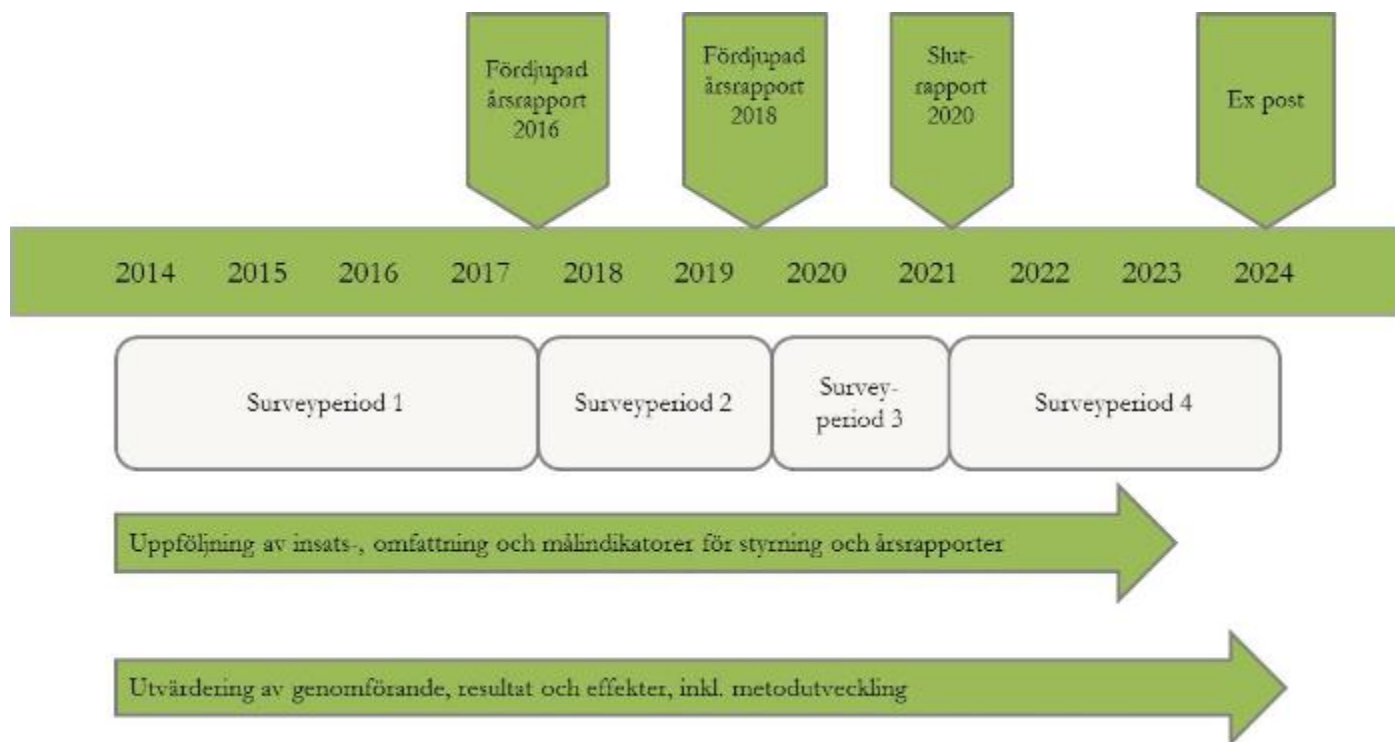 Fördjupad
årsrapport
2016
Fördjupad
årsrapport
2018
Slut-
rapport
2020
Ex post
2014 2015 2016 2017 2018 2019 2020 2021 2022 2023 2024
Surveyperiod 1
Surveyperiod 2
Survey-
period 3
Surveyperiod 4
Uppföljning av insats-, omfattning och målindikatorer för styrning och årsrapporter
Utvärdering av genomförande, resultat och effekter, inkl. metodutveckling